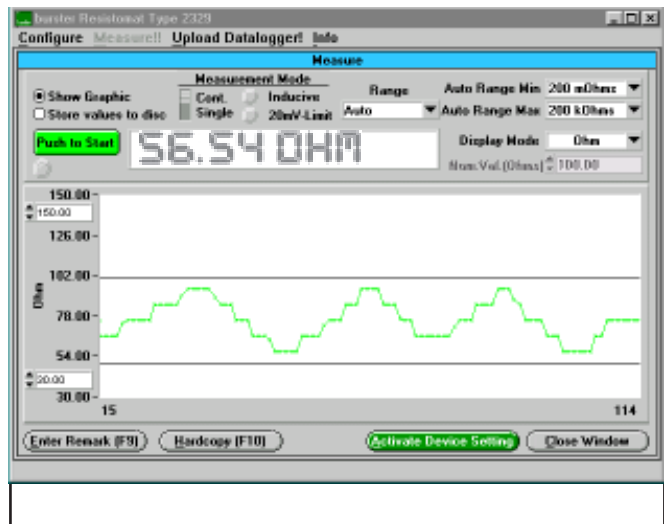 burster Resistomat Type 2329
Configure Measure!! Upload Datalogger! Info
Measure
Show Graphic
Store values to disc
Measurement Mode
Cont. Inducive
Single 20mV-Limit
Range
Auto
Auto Range Min 200 mOhms
Auto Range Max 200 kOhms
Push to Start
56.54 OHM
Display Mode Ohm
Nom.Val.(Ohms) 100.00
150.00
150.00
126.00
102.00
Ohm
78.00
54.00
20.00
30.00
15 114
Enter Remark (F9) Hardcopy (F10) Activate Device Setting Close Window